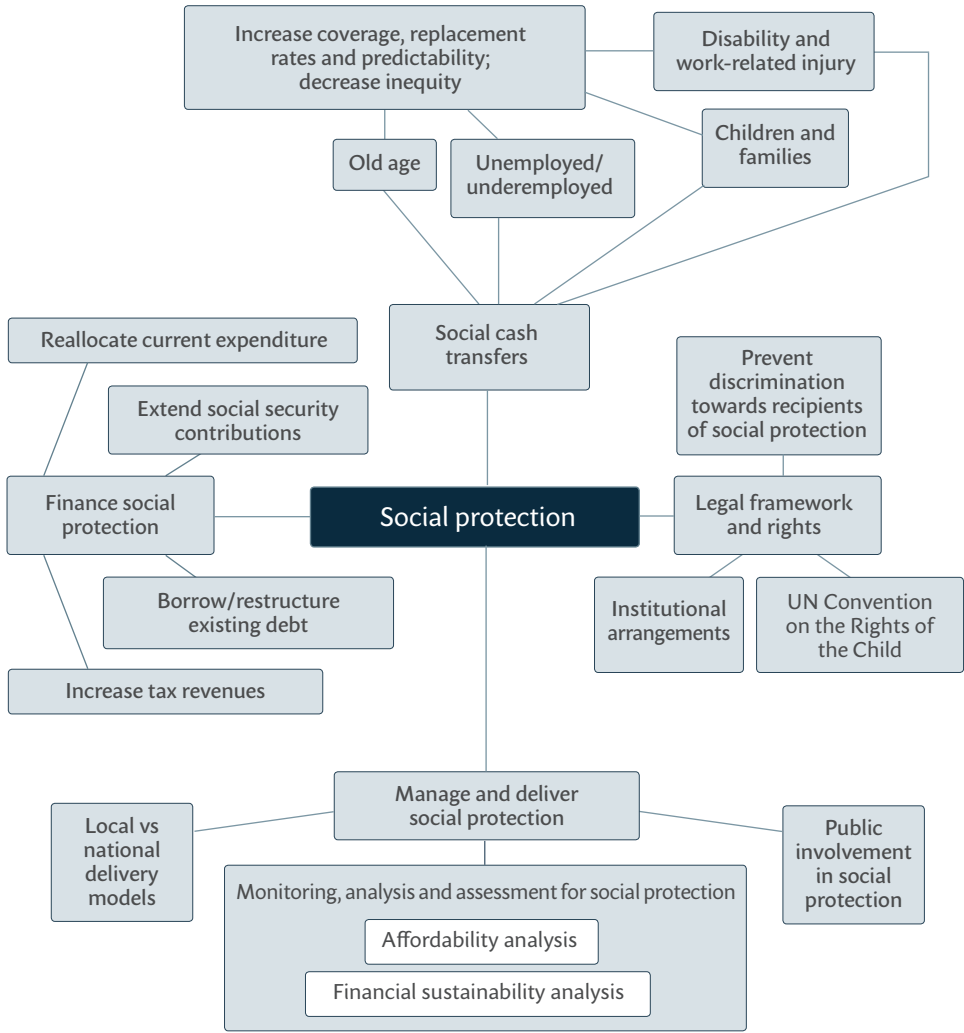 Increase coverage, replacement
rates and predictability;
decrease inequity
Disability and
work-related injury
Old age
Unemployed/
underemployed
Children and
families
Social cash
transfers
Reallocate current expenditure
Extend social security
contributions
Finance social
protection
Borrow/restructure
existing debt
Increase tax revenues
Social protection
Prevent
discrimination
towards recipients
of social protection
Legal framework
and rights
Institutional
arrangements
UN Convention
on the Rights of
the Child
Manage and deliver
social protection
Local vs
national
delivery
models
Public
involvement
in social
protection
Monitoring, analysis and assessment for social protection
Affordability analysis
Financial sustainability analysis